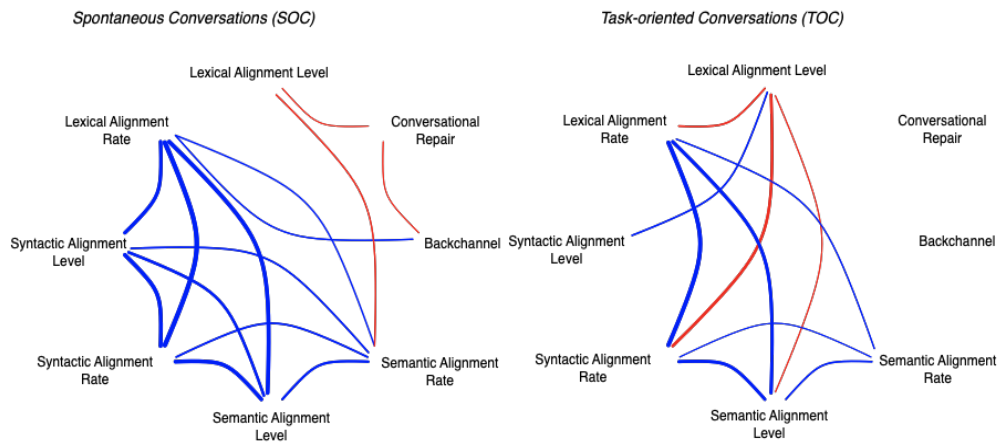 Spontaneous Conversations (SOC)
Lexical Alignment Level
Lexical Alignment
Rate
Conversational
Repair
Syntactic Alignment
Level
Backchannel
Syntactic Alignment
Rate
Semantic Alignment
Rate
Semantic Alignment
Level
Task-oriented Conversations (TOC)
Lexical Alignment Level
Lexical Alignment
Rate
Conversational
Repair
Syntactic Alignment
Level
Backchannel
Syntactic Alignment
Rate
Semantic Alignment
Rate
Semantic Alignment
Level